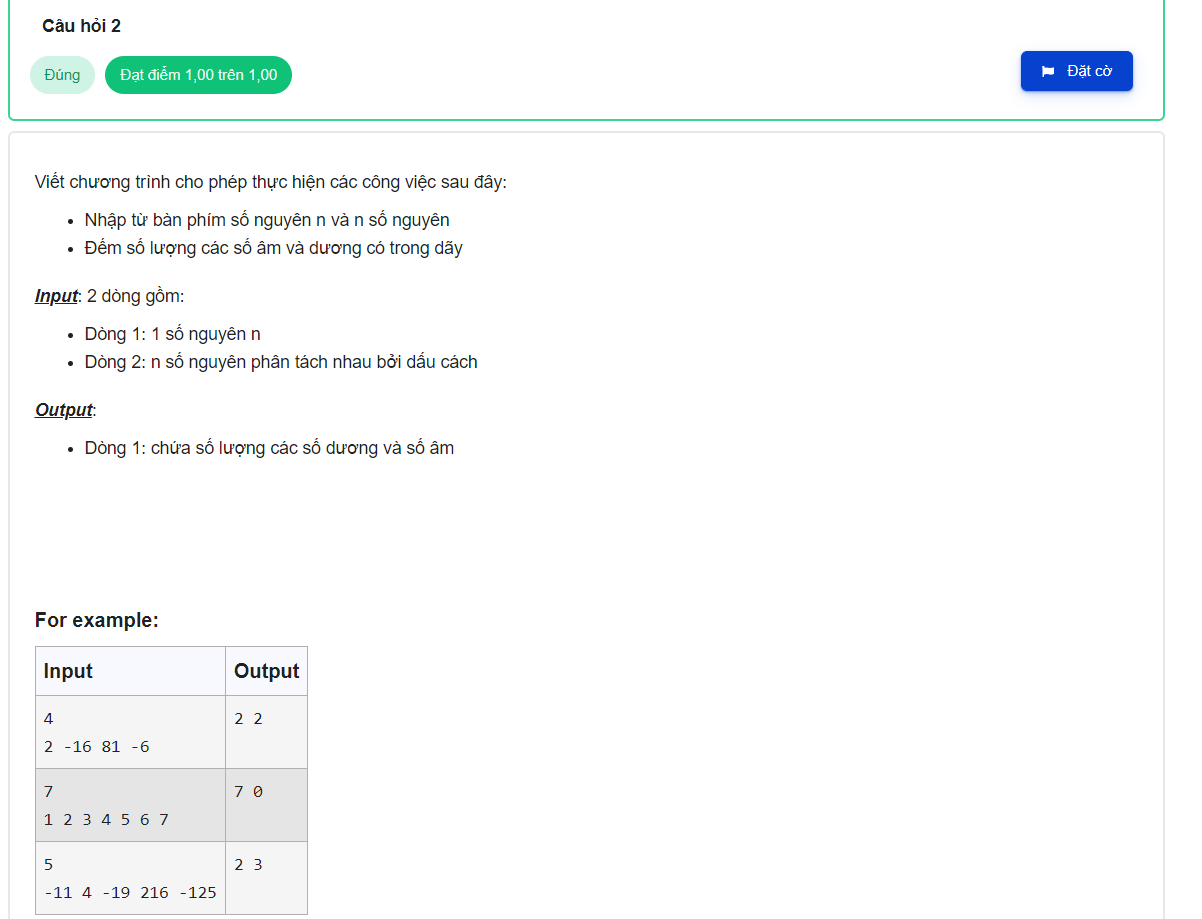 Câu hỏi 2
Đúng
Đạt điểm 1,00 trên 1,00
Đặt cờ
Viết chương trình cho phép thực hiện các công việc sau đây:
Nhập từ bàn phím số nguyên n và n số nguyên
Đếm số lượng các số âm và dương có trong dãy
Input: 2 dòng gồm:
Dòng 1: 1 số nguyên n
Dòng 2: n số nguyên phân tách nhau bởi dấu cách
Output:
Dòng 1: chứa số lượng các số dương và số âm
For example:
Input Output
4 2 2
2 -16 81 -6
7 7 0
1 2 3 4 5 6 7
5 2 3
-11 4 -19 216 -125